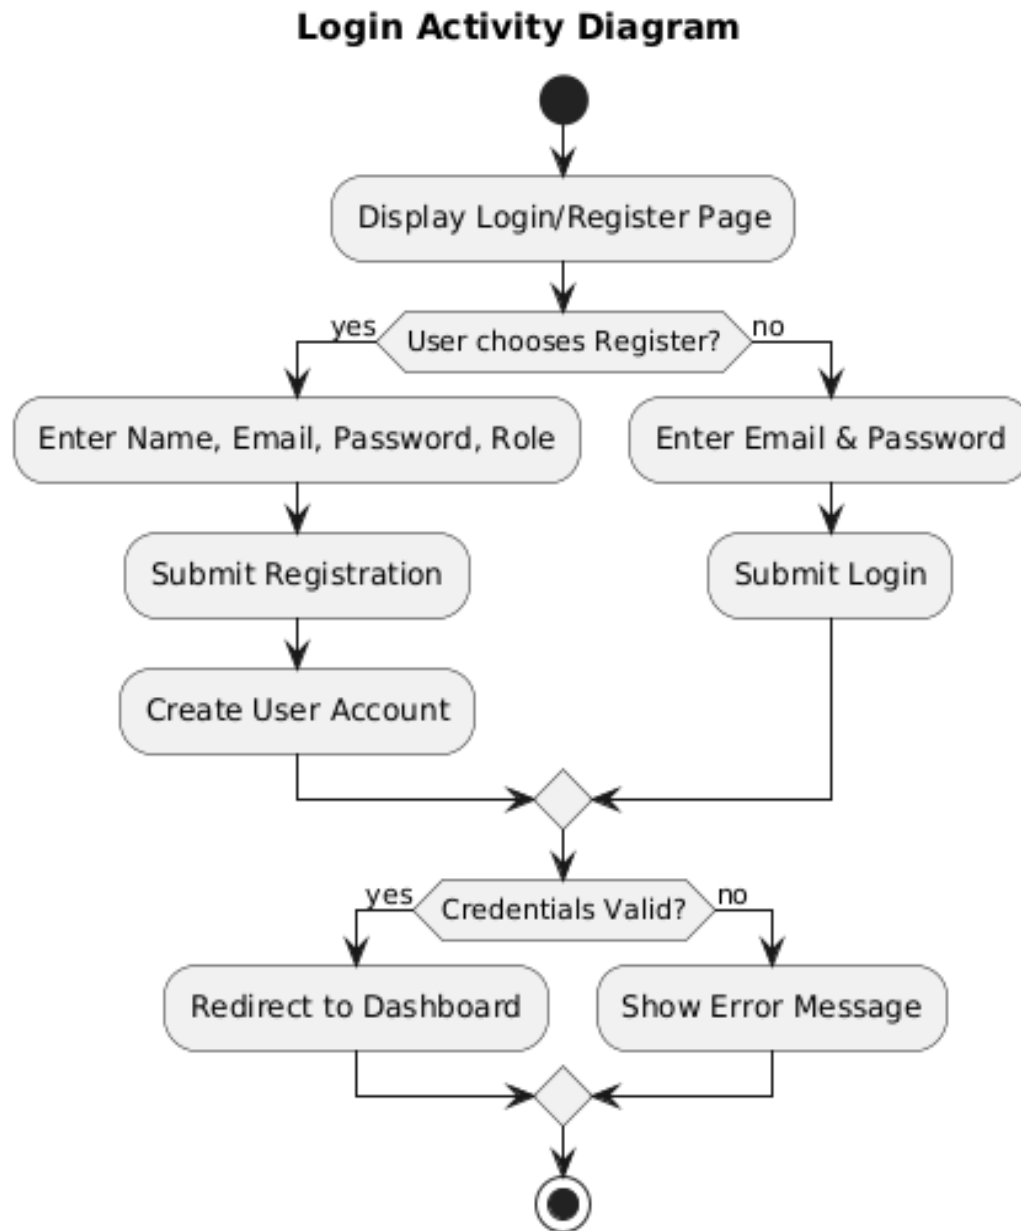 Login Activity Diagram
Display Login/Register Page
yes
User chooses Register?
no
Enter Name, Email, Password, Role
Enter Email & Password
Submit Registration
Submit Login
Create User Account
yes
Credentials Valid?
no
Redirect to Dashboard
Show Error Message